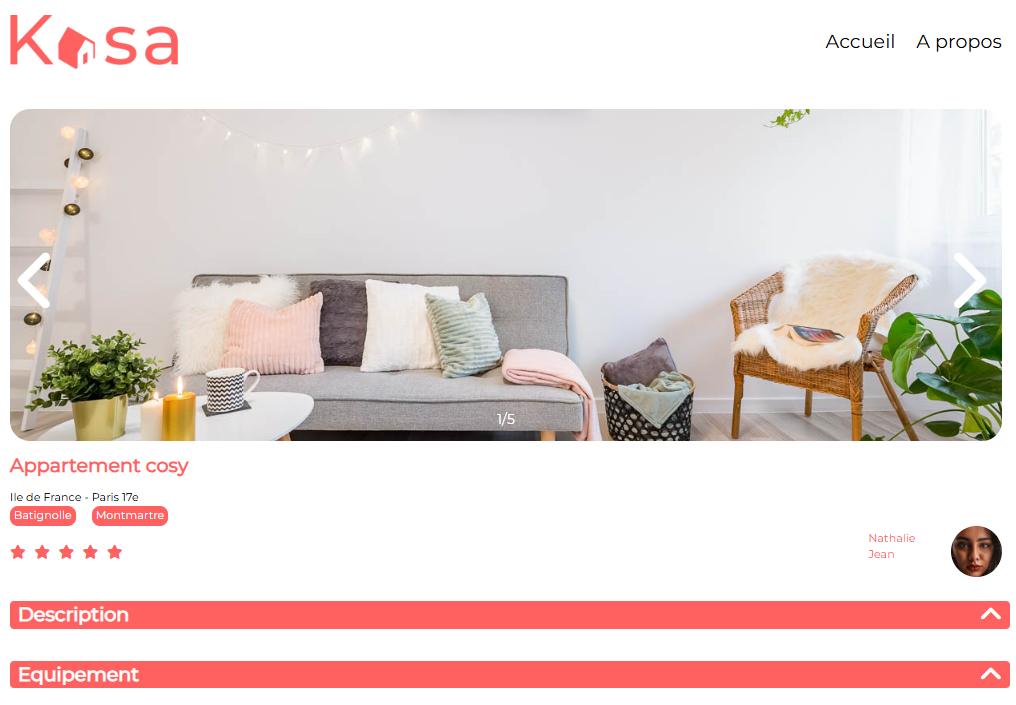 Kasa
Accueil A propos
1/5
Appartement cosy
Ile de France - Paris 17e
Batignolle Montmartre
Nathalie
Jean
Description
Equipement